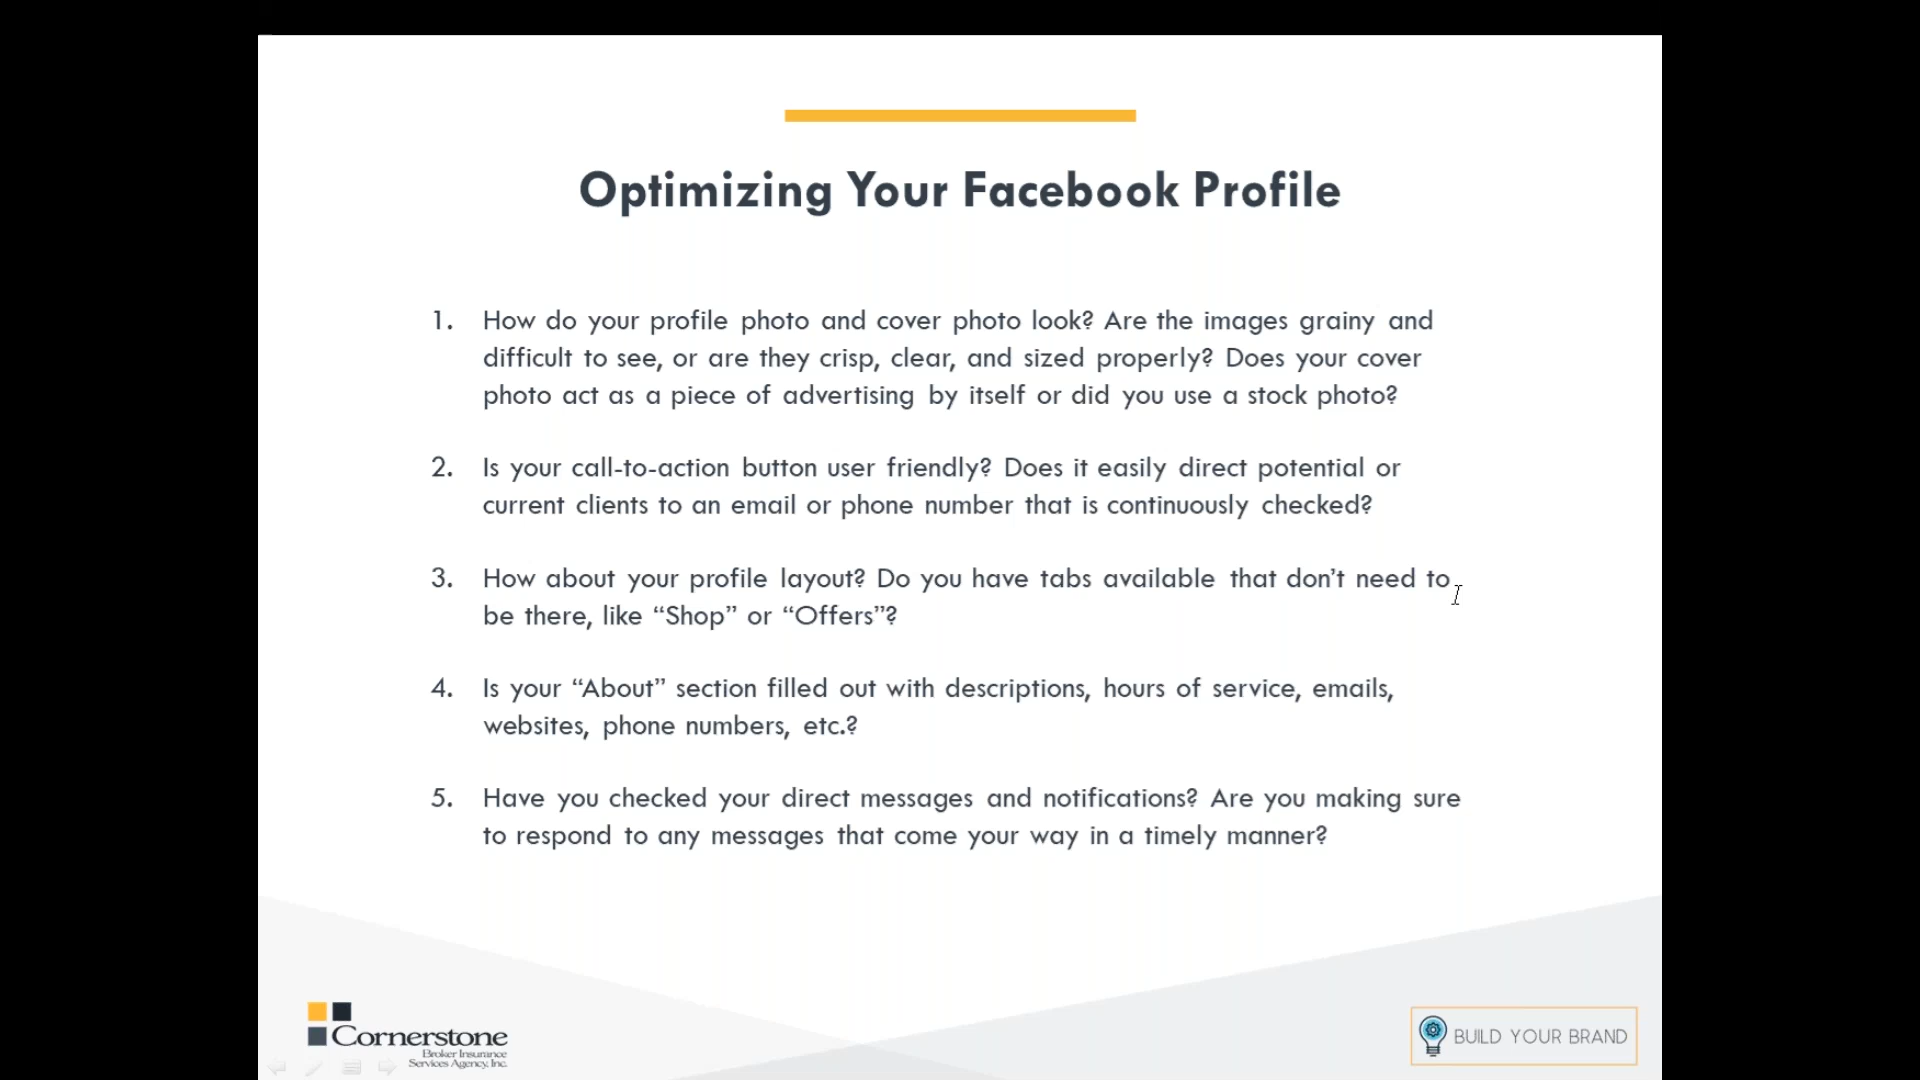 Optimizing Your Facebook Profile
1. How do your profile photo and cover photo look? Are the images grainy and
difficult to see, or are they crisp, clear, and sized properly? Does your cover
photo act as a piece of advertising by itself or did you use a stock photo?
2. Is your call-to-action button user friendly? Does it easily direct potential or
current clients to an email or phone number that is continuously checked?
3. How about your profile layout? Do you have tabs available that don’t need to
be there, like “Shop” or “Offers”?
4. Is your “About” section filled out with descriptions, hours of service, emails,
websites, phone numbers, etc.?
5. Have you checked your direct messages and notifications? Are you making sure
to respond to any messages that come your way in a timely manner?
Cornerstone
Broker Insurance
Services Agency, Inc.
BUILD YOUR BRAND